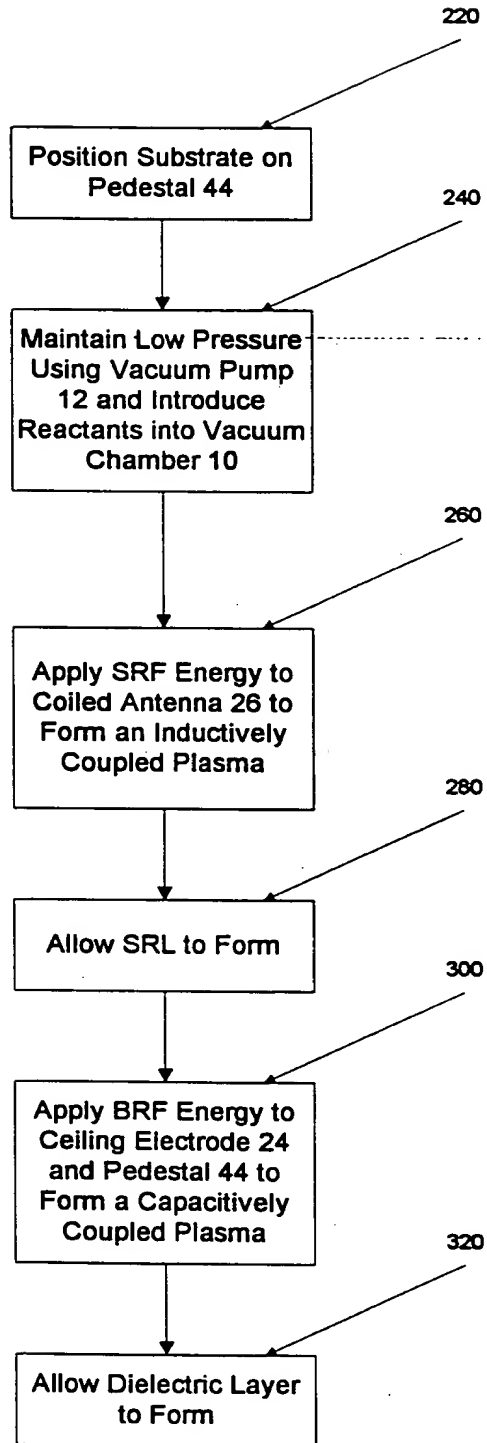 220
Position Substrate on
Pedestal 44
240
Maintain Low Pressure
Using Vacuum Pump
12 and Introduce
Reactants into Vacuum
Chamber 10
260
Apply SRF Energy to
Coiled Antenna 26 to
Form an Inductively
Coupled Plasma
280
Allow SRL to Form
300
Apply BRF Energy to
Ceiling Electrode 24
and Pedestal 44 to
Form a Capacitively
Coupled Plasma
320
Allow Dielectric Layer
to Form